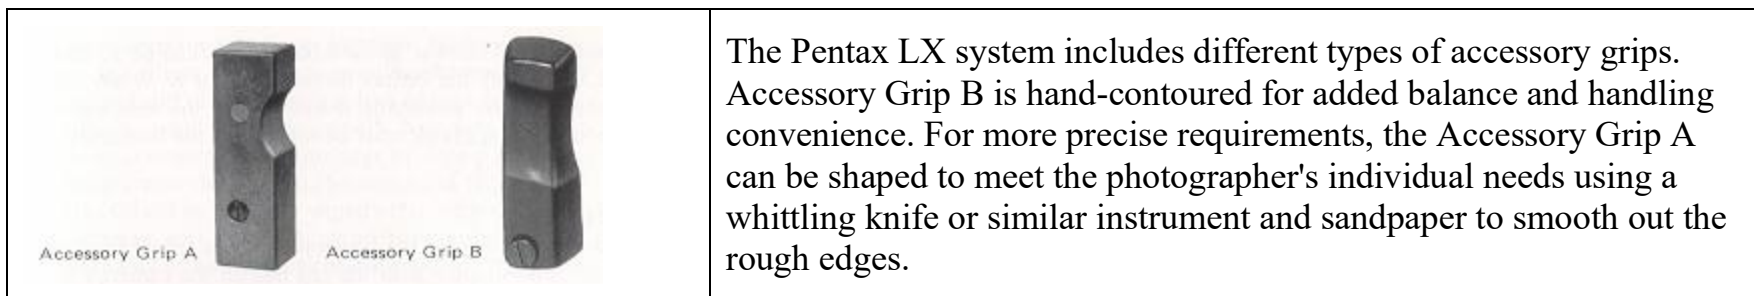 Accessory Grip A
Accessory Grip B
The Pentax LX system includes different types of accessory grips.
Accessory Grip B is hand-contoured for added balance and handling
convenience. For more precise requirements, the Accessory Grip A
can be shaped to meet the photographer's individual needs using a
whittling knife or similar instrument and sandpaper to smooth out the
rough edges.